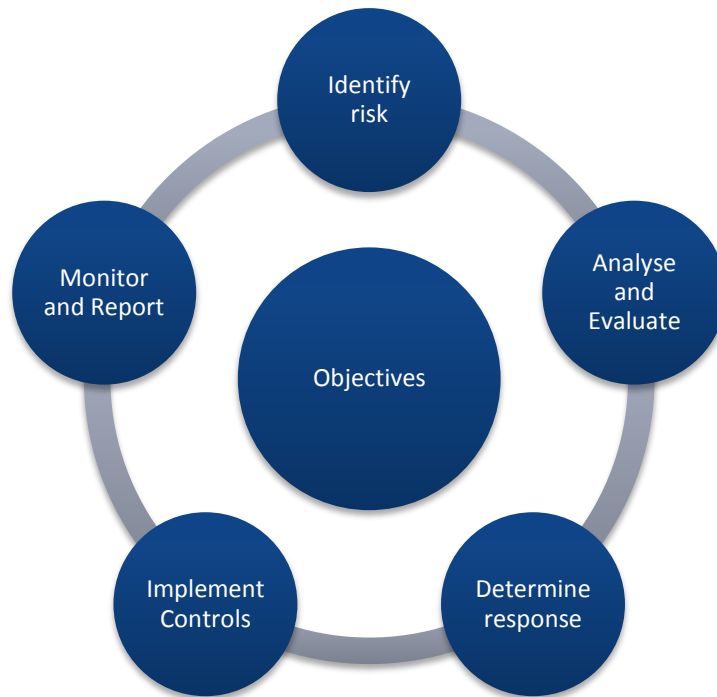 Identify
risk
Analyse
and
Evaluate
Determine
response
Implement
Controls
Monitor
and Report
Objectives